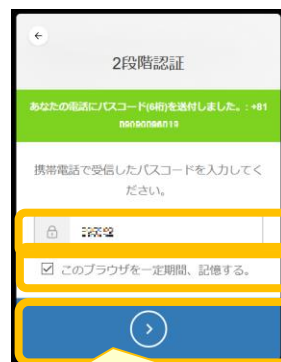 2段階認証
あなたの電話にパスコード(6桁)を送付しました。: +81
携帯電話で受信したパスコードを入力してく
ださい。
このブラウザを一定期間、記憶する。